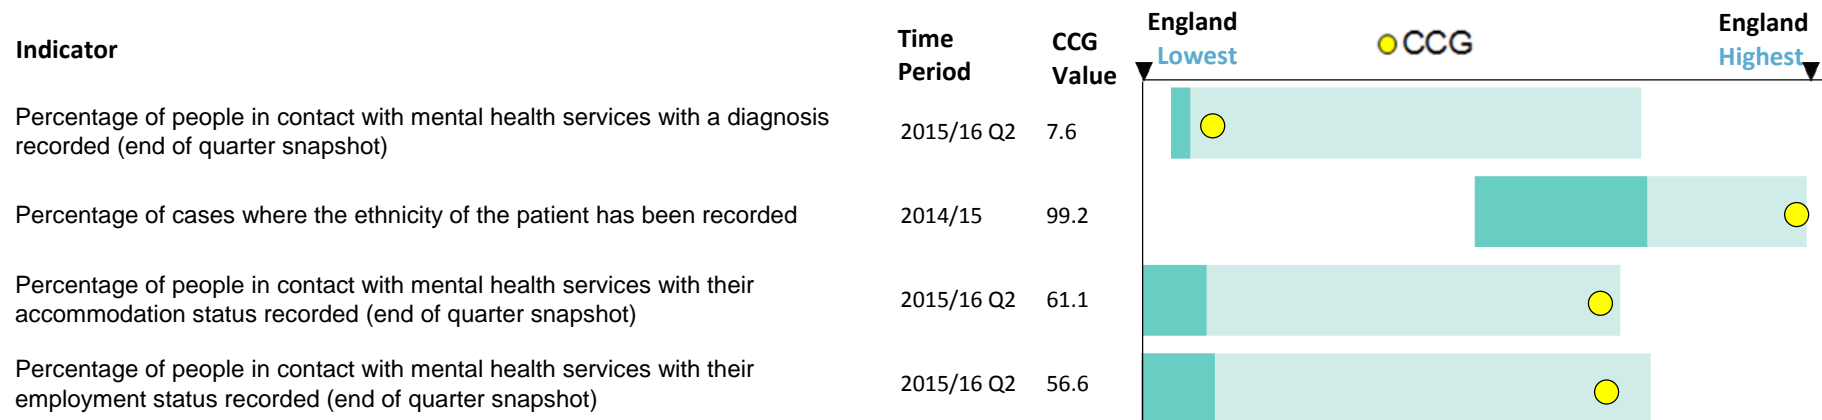 Indicator
Time
Period
CCG
Value
England
Lowest
CCG
England
Highest
Percentage of people in contact with mental health services with a diagnosis
recorded (end of quarter snapshot)
2015/16 Q2
7.6
Percentage of cases where the ethnicity of the patient has been recorded
2014/15
99.2
Percentage of people in contact with mental health services with their
accommodation status recorded (end of quarter snapshot)
2015/16 Q2
61.1
Percentage of people in contact with mental health services with their
employment status recorded (end of quarter snapshot)
2015/16 Q2
56.6